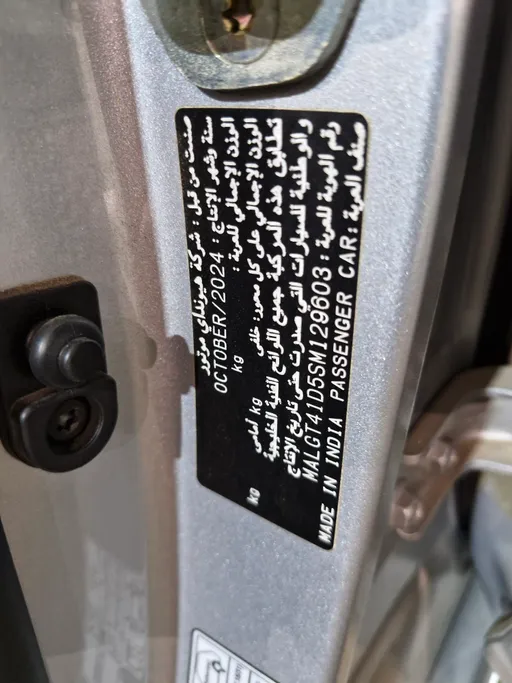 صنعت من قبل : شركة هيونداي موتور
سنة وشهر الإنتاج : OCTOBER/2024
الوزن الإجمالي للعربة : kg
الوزن الإجمالي على كل محور: خلفي kg أمامي kg
تطابق هذه المركبة جميع اللوائح الفنية الخليجية
و الوطنية للسيارات التي صدرت حتى تاريخ الإنتاج
رقم الهوية للعربة : MALGT41D5SM129603
صنف العربة : MADE IN INDIA PASSENGER CAR